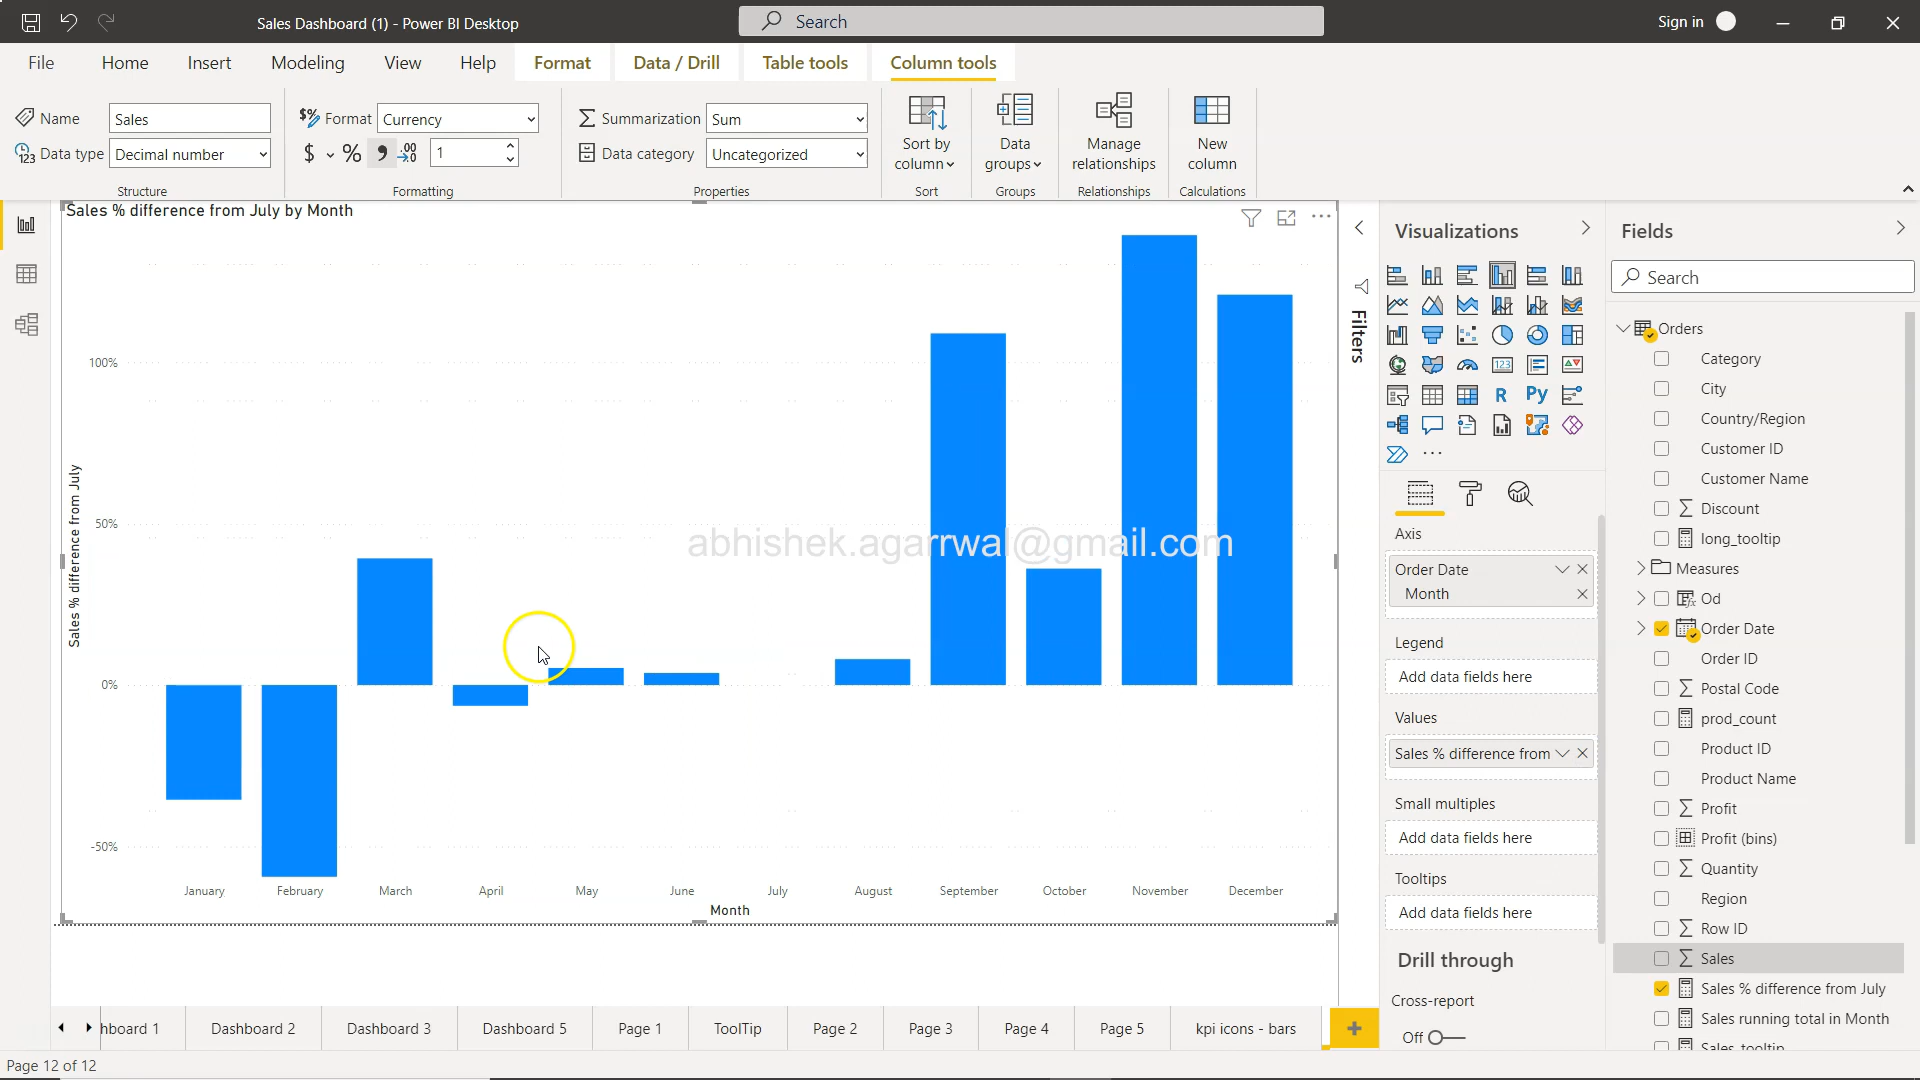 Sales Dashboard (1) - Power BI Desktop
Search
Sign in
File Home Insert Modeling View Help Format Data / Drill Table tools Column tools
Name Sales
Data type Decimal number
Structure
Format Currency
$ % 1
Formatting
Summarization Sum
Data category Uncategorized
Properties
Sort by
column
Sort
Data
groups
Groups
Manage
relationships
Relationships
New
column
Calculations
Sales % difference from July by Month
Sales % difference from July
100%
50%
0%
-50%
January February March April May June July August September October November December
Month
abhishek.agarrwal@gmail.com
Filters
Visualizations
R Py
123
Axis
Order Date
Month
Legend
Add data fields here
Values
Sales % difference from
Small multiples
Add data fields here
Tooltips
Add data fields here
Drill through
Cross-report
Off
Fields
Search
Orders
Category
City
Country/Region
Customer ID
Customer Name
Discount
long_tooltip
Measures
Od
Order Date
Order ID
Postal Code
prod_count
Product ID
Product Name
Profit
Profit (bins)
Quantity
Region
Row ID
Sales
Sales % difference from July
Sales running total in Month
Sales_tooltip
hboard 1 Dashboard 2 Dashboard 3 Dashboard 5 Page 1 ToolTip Page 2 Page 3 Page 4 Page 5 kpi icons - bars
Page 12 of 12